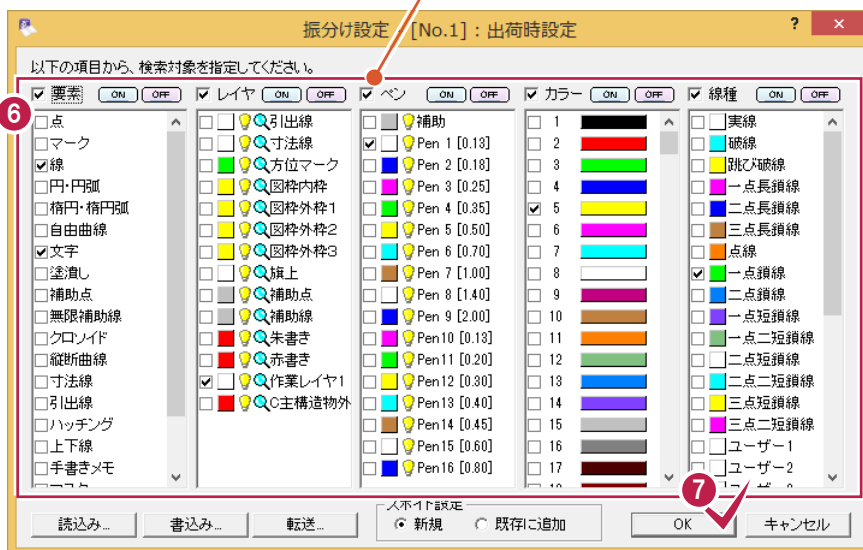 振分け設定 - [No.1] : 出荷時設定 ? ×
以下の項目から、検索対象を指定してください。
6
要素 ON OFF
点
マーク
線
円・円弧
楕円・楕円弧
自由曲線
文字
塗潰し
補助点
無限補助線
クロソイド
縦断曲線
寸法線
引出線
ハッチング
上下線
手書きメモ
レイヤ ON OFF
引出線
寸法線
方位マーク
図枠内枠
図枠外枠1
図枠外枠2
図枠外枠3
旗上
補助点
補助線
朱書き
赤書き
作業レイヤ1
C主構造物外
ペン ON OFF
補助
Pen 1 [0.13]
Pen 2 [0.18]
Pen 3 [0.25]
Pen 4 [0.35]
Pen 5 [0.50]
Pen 6 [0.70]
Pen 7 [1.00]
Pen 8 [1.40]
Pen 9 [2.00]
Pen10 [0.13]
Pen11 [0.20]
Pen12 [0.30]
Pen13 [0.40]
Pen14 [0.45]
Pen15 [0.60]
Pen16 [0.80]
カラー ON OFF
1
2
3
4
5
6
7
8
9
10
11
12
13
14
15
16
17
線種 ON OFF
実線
破線
跳び破線
一点長鎖線
二点長鎖線
三点長鎖線
点線
一点鎖線
二点鎖線
一点短鎖線
一点二短鎖線
二点短鎖線
二点二短鎖線
三点短鎖線
三点二短鎖線
ユーザー1
ユーザー2
読込み...
書込み...
転送...
スポイト設定
新規 既存に追加
7
OK
キャンセル